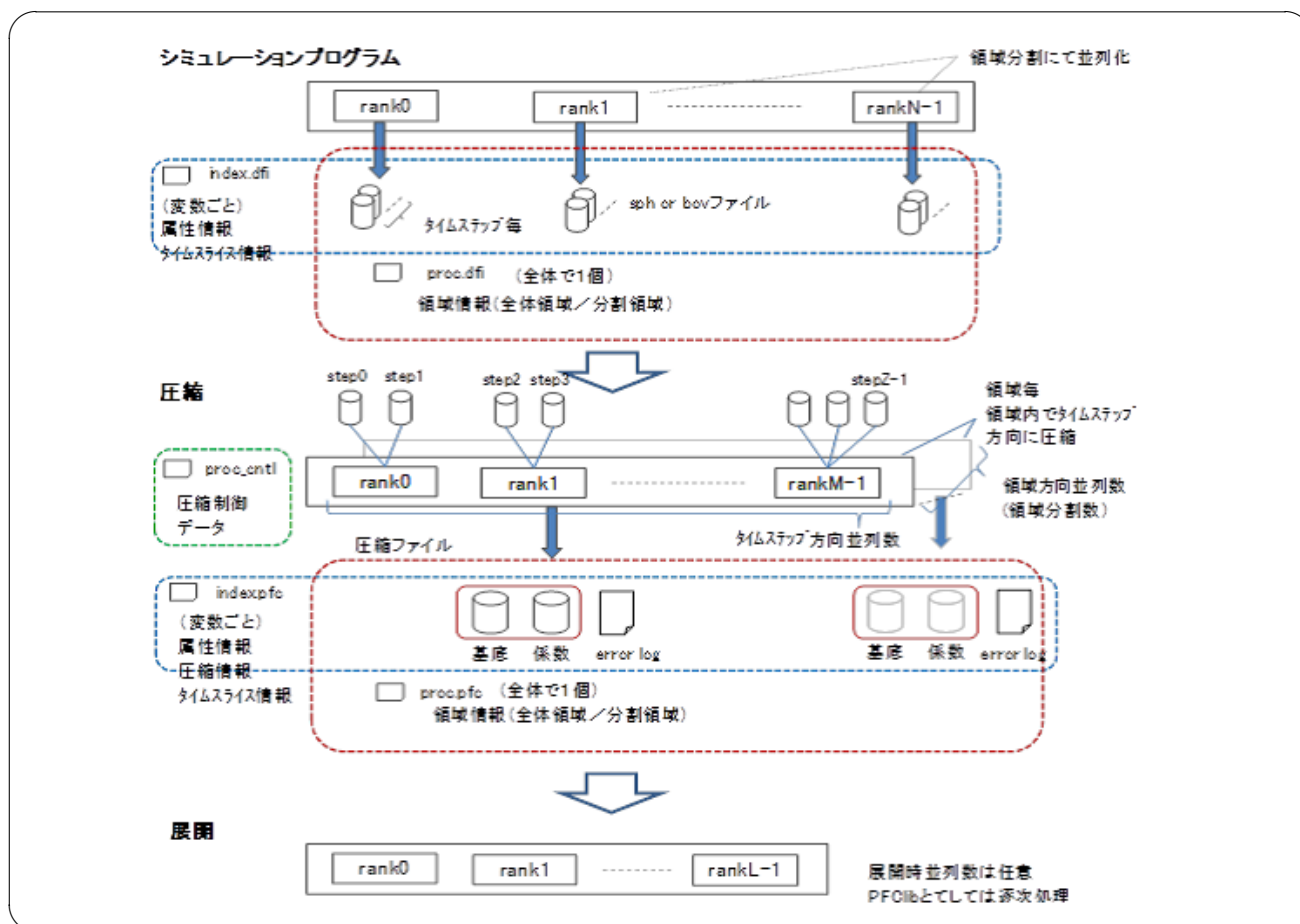 シミュレーションプログラム
領域分割にて並列化
rank0
rank1
rankN-1
index.dfi
(変数ごと)
属性情報
タイムスライス情報
タイムステップ毎
sph or bovファイル
proc.dfi (全体で1個)
領域情報(全体領域/分割領域)
圧縮
step0
step1
step2
step3
stepZ-1
領域毎
領域内でタイムステップ
方向に圧縮
proc_cntl
圧縮制御
データ
rank0
rank1
rankM-1
領域方向並列数
(領域分割数)
タイムステップ方向並列数
圧縮ファイル
index.pfc
(変数ごと)
属性情報
圧縮情報
タイムスライス情報
基底
係数
error log
基底
係数
error log
proc.pfc (全体で1個)
領域情報(全体領域/分割領域)
展開
rank0
rank1
rankL-1
展開時並列数は任意
PFClibとてしては逐次処理